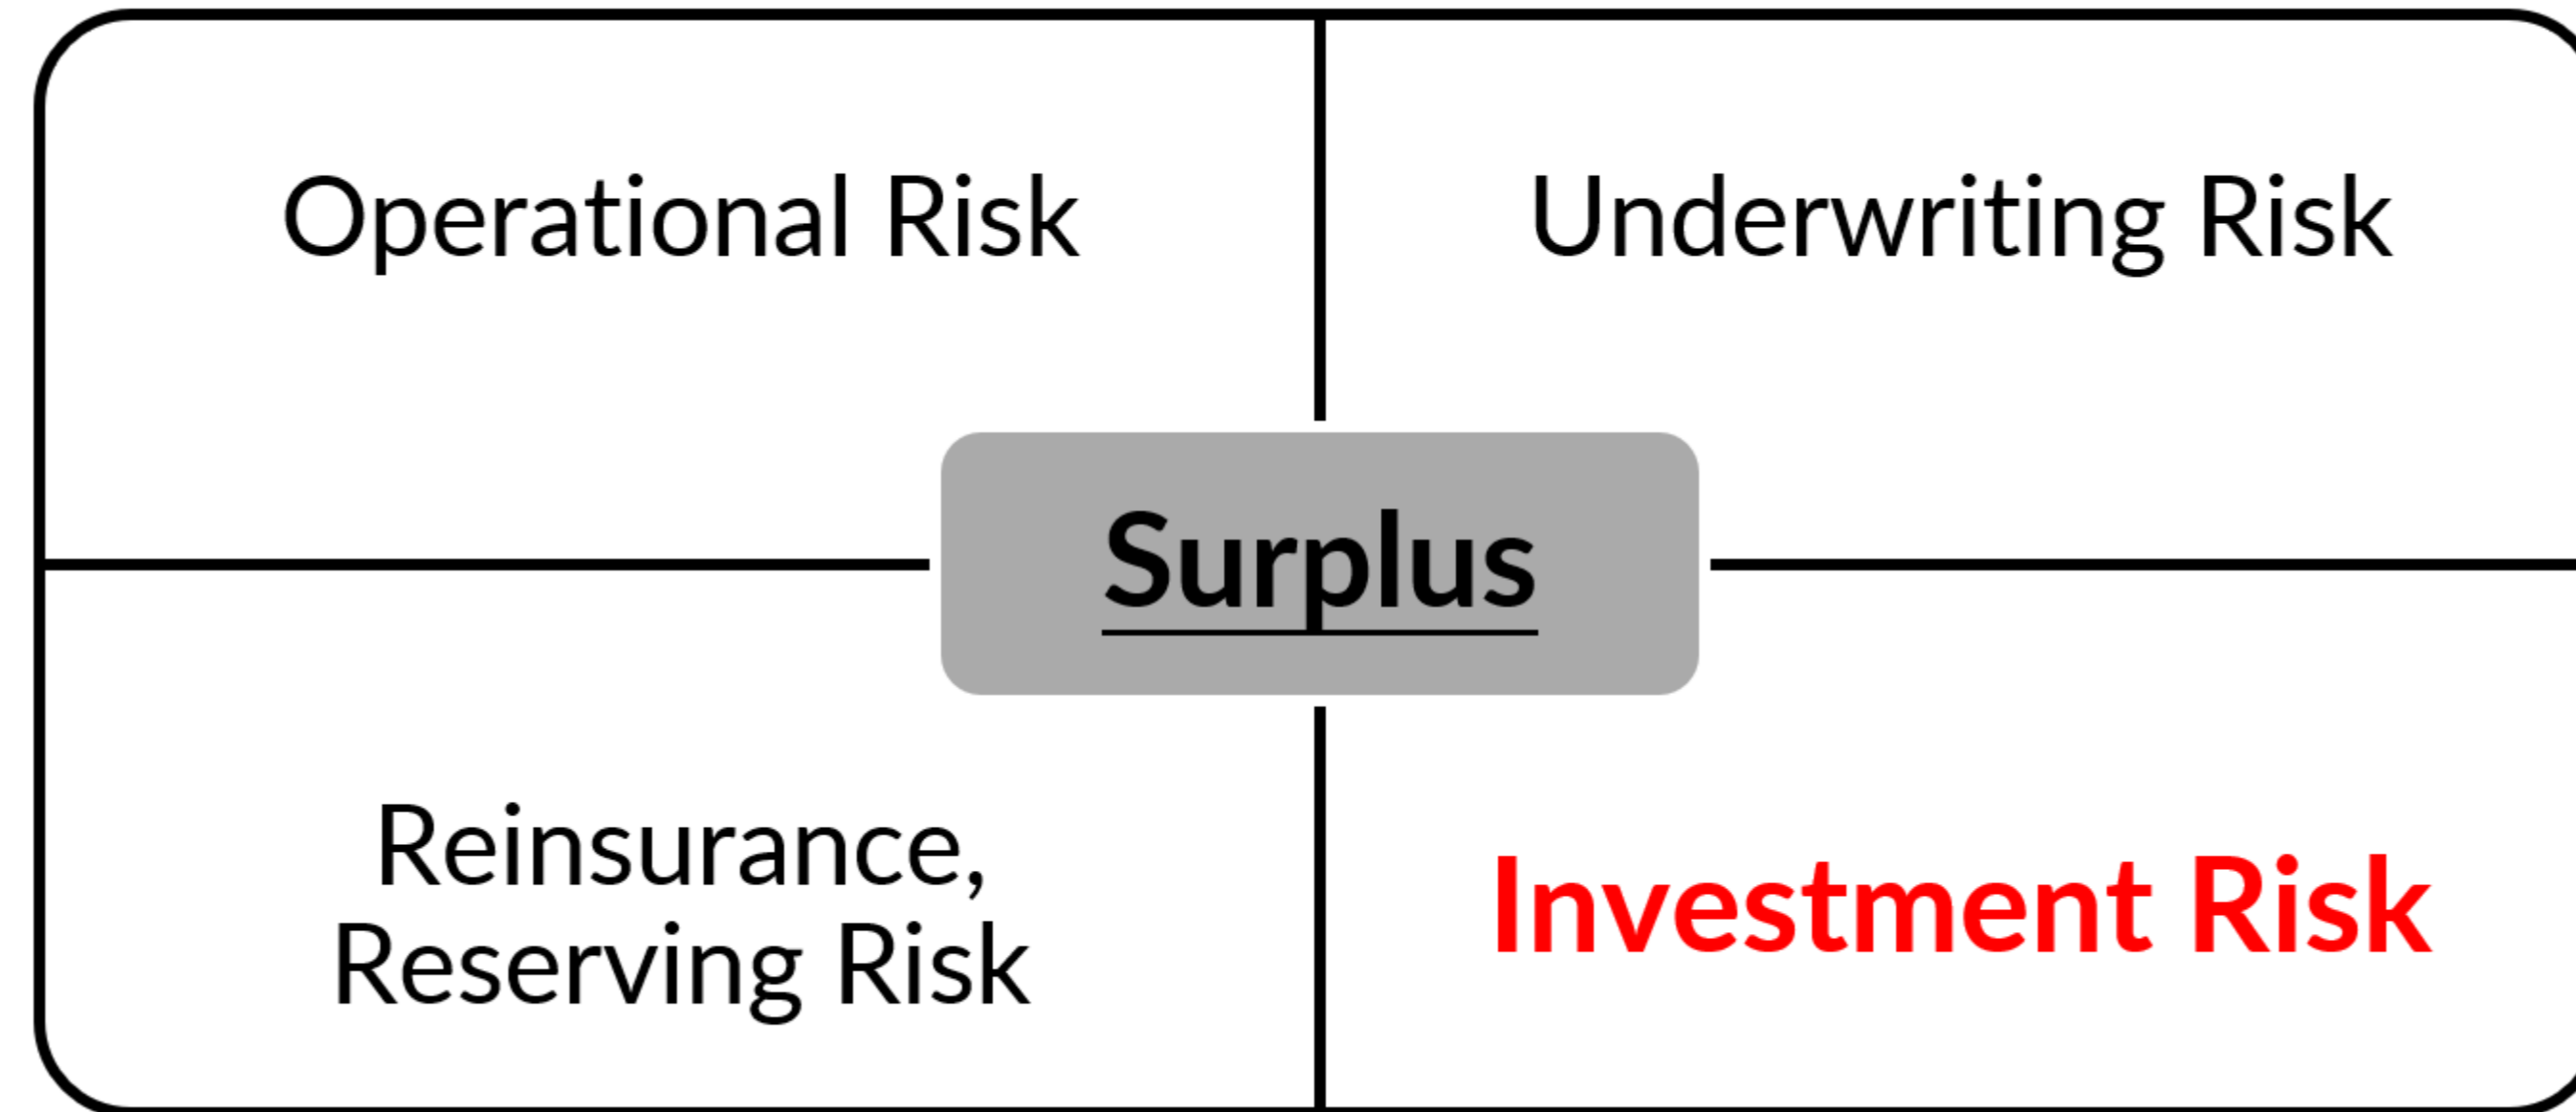 Operational Risk
Underwriting Risk
Surplus
Reinsurance,
Reserving Risk
Investment Risk